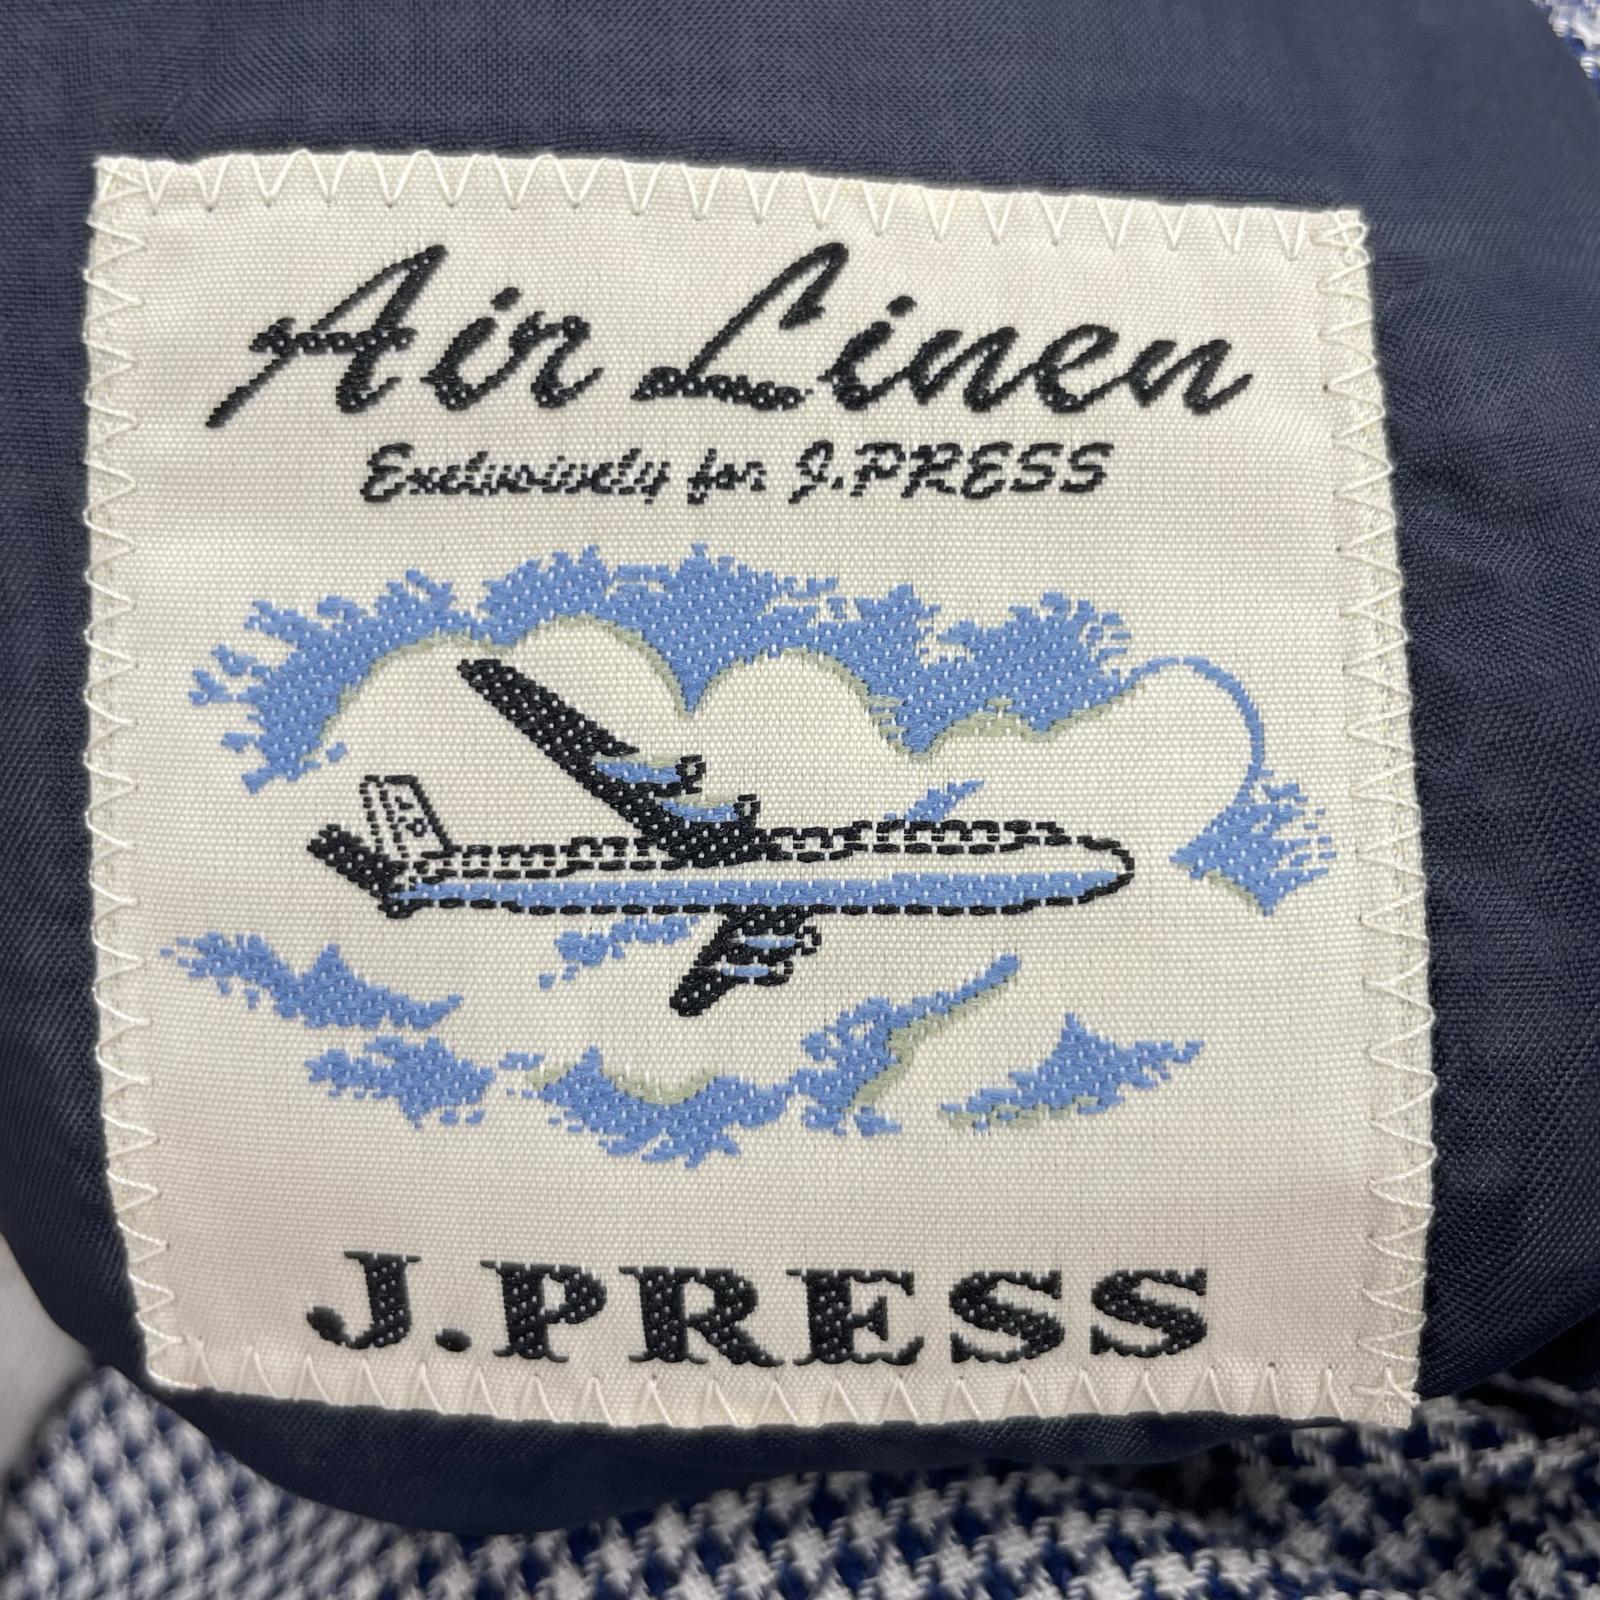 Air Linen
Exclusively for J.PRESS
J.PRESS